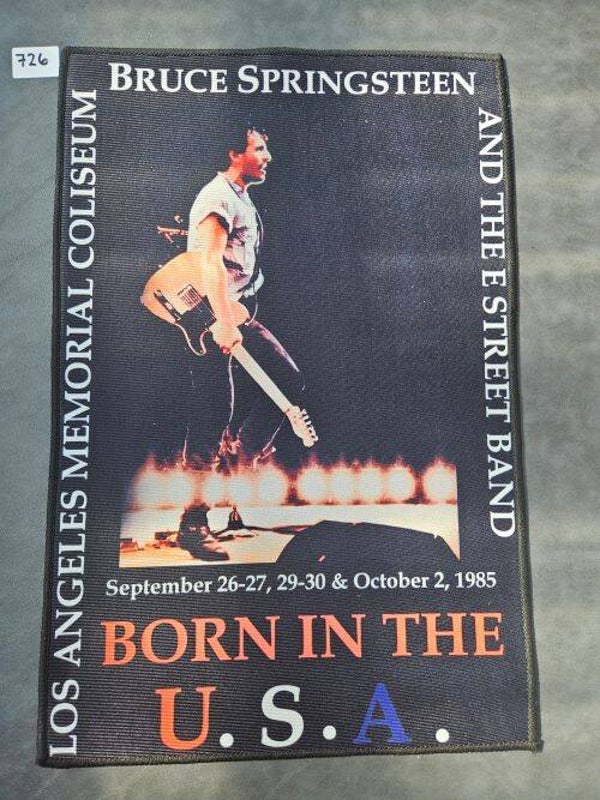 726
BRUCE SPRINGSTEEN
AND THE E STREET BAND
LOS ANGELES MEMORIAL COLISEUM
September 26-27, 29-30 & October 2, 1985
BORN IN THE
U.S.A.